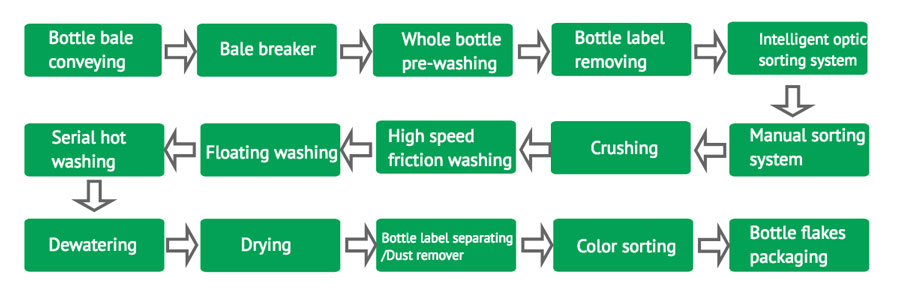 Bottle bale
conveying
Bale breaker
Whole bottle
pre-washing
Bottle label
removing
Intelligent optic
sorting system
Manual sorting
system
Crushing
High speed
friction washing
Floating washing
Serial hot
washing
Dewatering
Drying
Bottle label separating
/Dust remover
Color sorting
Bottle flakes
packaging